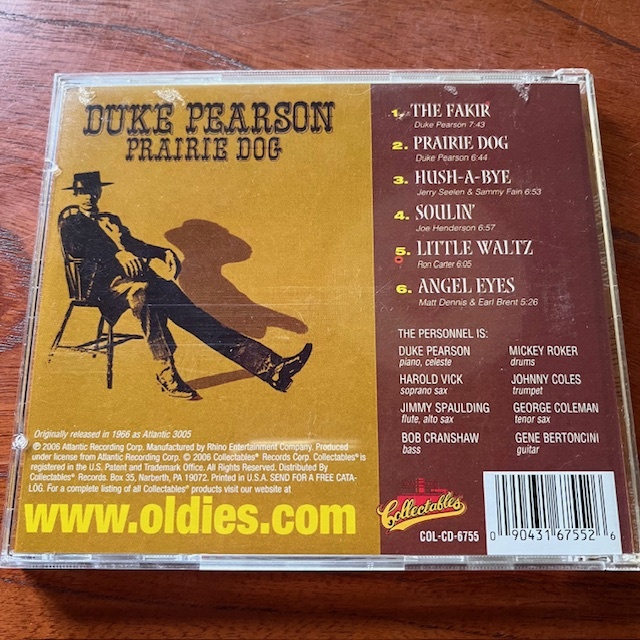 DUKE PEARSON
PRAIRIE DOG
1. THE FAKIR
Duke Pearson 7:43
2. PRAIRIE DOG
Duke Pearson 6:44
3. HUSH-A-BYE
Jerry Seelen & Sammy Fain 6:53
4. SOULIN'
Joe Henderson 6:57
5. LITTLE WALTZ
Ron Carter 6:05
6. ANGEL EYES
Matt Dennis & Earl Brent 5:26
THE PERSONNEL IS:
DUKE PEARSON
piano, celeste
HAROLD VICK
soprano sax
JIMMY SPAULDING
flute, alto sax
BOB CRANSHAW
bass
MICKEY ROKER
drums
JOHNNY COLES
trumpet
GEORGE COLEMAN
tenor sax
GENE BERTONCINI
guitar
Originally released in 1966 as Atlantic 3005
℗ 2006 Atlantic Recording Corp. Manufactured by Rhino Entertainment Company. Produced
under license from Atlantic Recording Corp. © 2006 Collectables® Records Corp. Collectables® is
registered in the U.S. Patent and Trademark Office. All Rights Reserved. Distributed By
Collectables® Records. Box 35, Narberth, PA 19072. Printed in U.S.A. SEND FOR A FREE CATA-
LOG. For a complete listing of all Collectables® products visit our website at
www.oldies.com
Collectables
COL-CD-6755
0 90431 67552 6